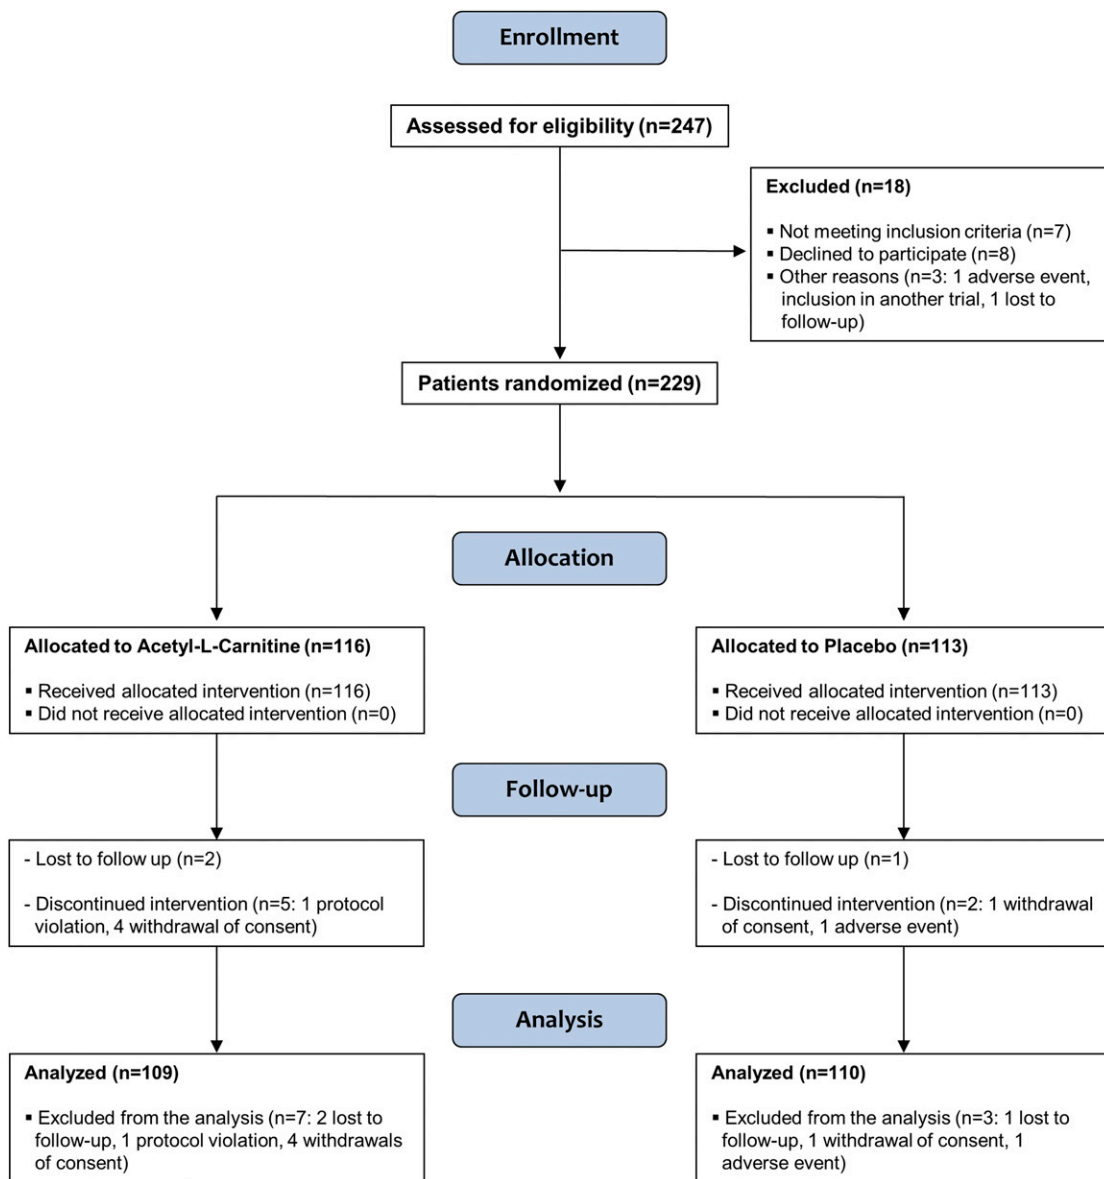 Enrollment
Assessed for eligibility (n=247)
Excluded (n=18)
▪ Not meeting inclusion criteria (n=7)
▪ Declined to participate (n=8)
▪ Other reasons (n=3: 1 adverse event,
inclusion in another trial, 1 lost to
follow-up)
Patients randomized (n=229)
Allocation
Allocated to Acetyl-L-Carnitine (n=116)
▪ Received allocated intervention (n=116)
▪ Did not receive allocated intervention (n=0)
Allocated to Placebo (n=113)
▪ Received allocated intervention (n=113)
▪ Did not receive allocated intervention (n=0)
Follow-up
- Lost to follow up (n=2)
- Discontinued intervention (n=5: 1 protocol
violation, 4 withdrawal of consent)
- Lost to follow up (n=1)
- Discontinued intervention (n=2: 1 withdrawal
of consent, 1 adverse event)
Analysis
Analyzed (n=109)
▪ Excluded from the analysis (n=7: 2 lost to
follow-up, 1 protocol violation, 4 withdrawals
of consent)
Analyzed (n=110)
▪ Excluded from the analysis (n=3: 1 lost to
follow-up, 1 withdrawal of consent, 1
adverse event)